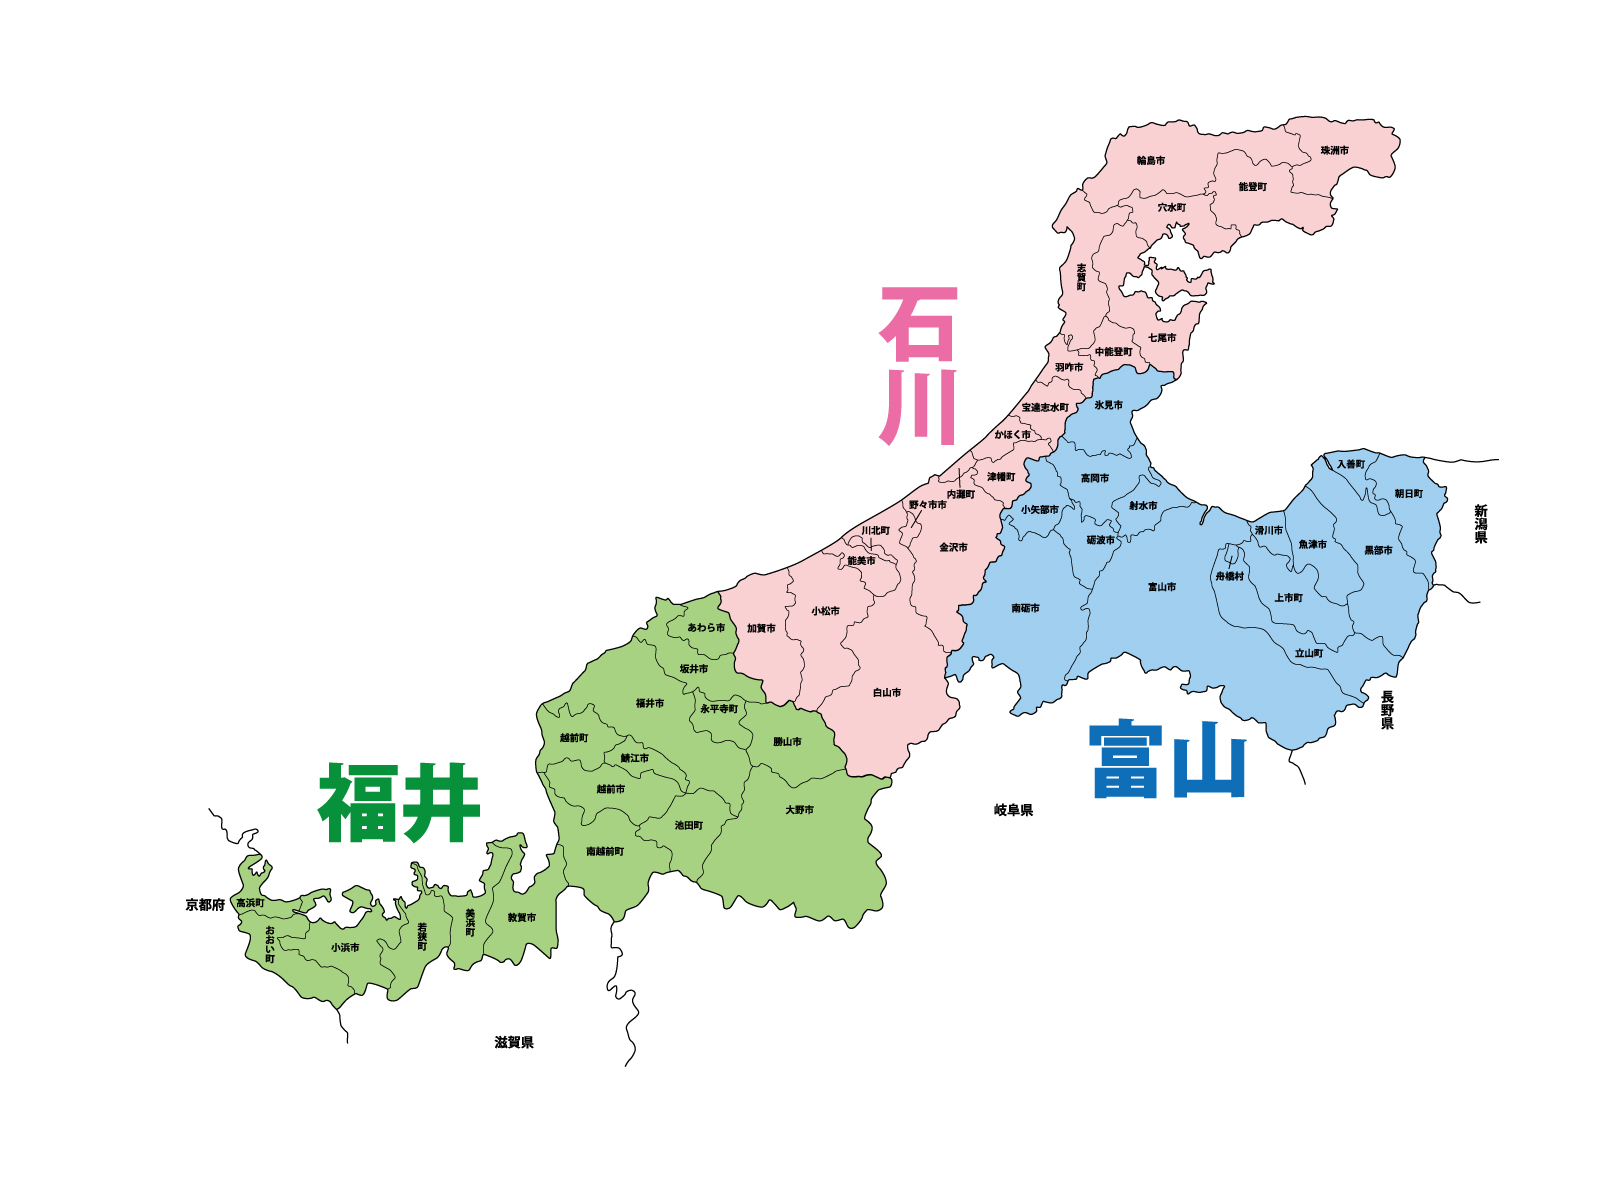 石川
富山
福井
輪島市
珠洲市
能登町
穴水町
志賀町
七尾市
中能登町
羽咋市
宝達志水町
かほく市
津幡町
内灘町
野々市市
金沢市
川北町
能美市
小松市
加賀市
白山市
氷見市
高岡市
小矢部市
射水市
砺波市
南砺市
富山市
舟橋村
滑川市
魚津市
上市町
立山町
黒部市
入善町
朝日町
新潟県
長野県
岐阜県
あわら市
坂井市
福井市
永平寺町
勝山市
越前町
鯖江市
越前市
池田町
大野市
南越前町
敦賀市
美浜町
若狭町
小浜市
おおい町
高浜町
京都府
滋賀県